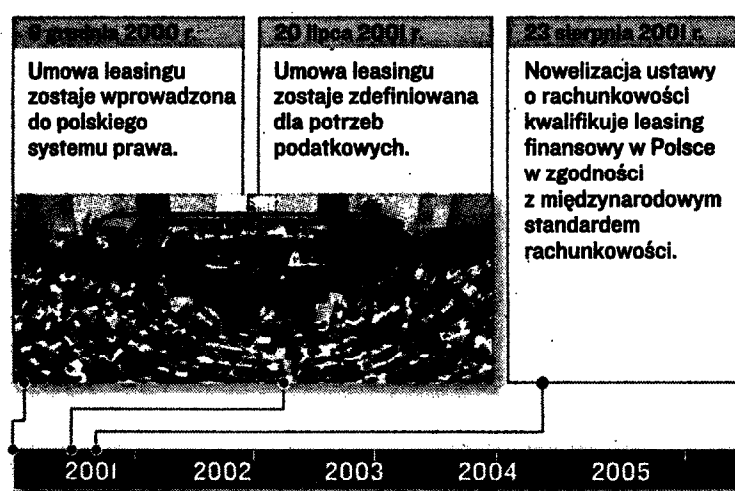 9 grudnia 2000 r.
Umowa leasingu
zostaje wprowadzona
do polskiego
systemu prawa.
20 lipca 2001 r.
Umowa leasingu
zostaje zdefiniowana
dla potrzeb
podatkowych.
23 sierpnia 2001 r.
Nowelizacja ustawy
o rachunkowości
kwalifikuje leasing
finansowy w Polsce
w zgodności
z międzynarodowym
standardem
rachunkowości.
2001 2002 2003 2004 2005